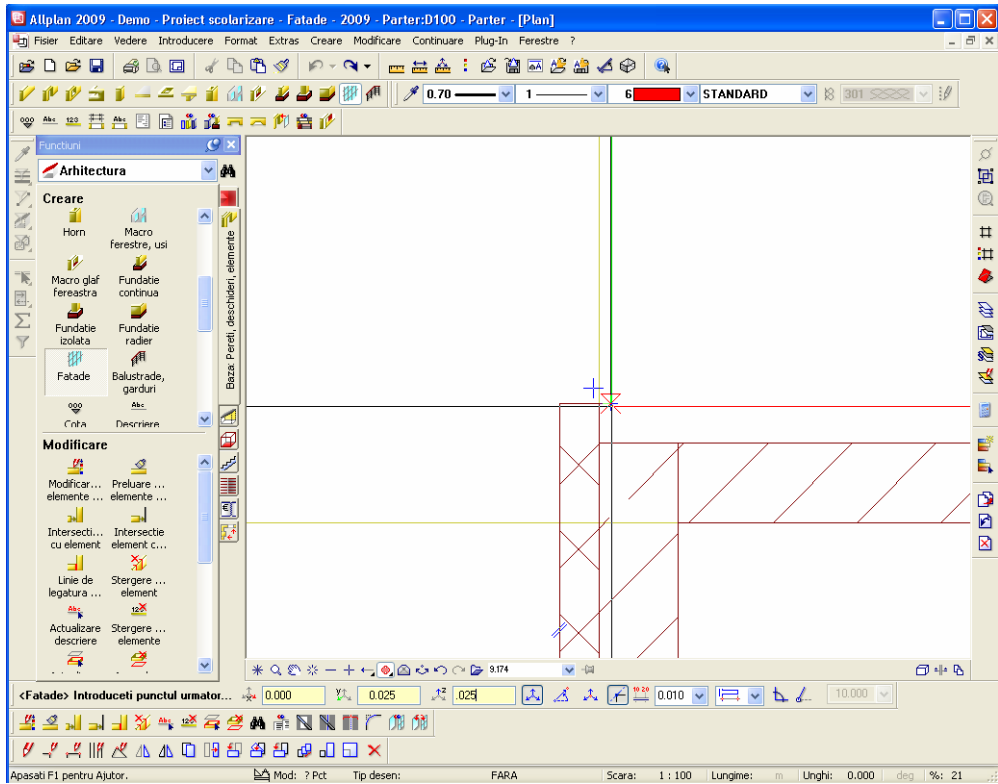 Allplan 2009 - Demo - Proiect scolarizare - Fatade - 2009 - Parter:D100 - Parter - [Plan]
Fisier Editare Vedere Introducere Format Extras Creare Modificare Continuare Plug-In Ferestre ?
0.70 1 6 STANDARD 301
Functiuni
Arhitectura
Creare
Horn
Macro ferestre, usi
Macro glaf fereastra
Fundatie continua
Fundatie izolata
Fundatie radier
Fatade
Balustrade, garduri
Cota
Descriere
Modificare
Modificar... elemente ...
Preluare ... elemente ...
Intersecti... cu element
Intersectie element c...
Linie de legatura ...
Stergere ... element
Actualizare descriere
Stergere ... elemente
Baza: Pereti, deschideri, elemente
9.174
<Fatade> Introduceti punctul urmator... 0.000 0.025 .025 0.010 10.000
Apasati F1 pentru Ajutor. Mod: ? Pct Tip desen: FARA Scara: 1 : 100 Lungime: m Unghi: 0.000 deg %: 21